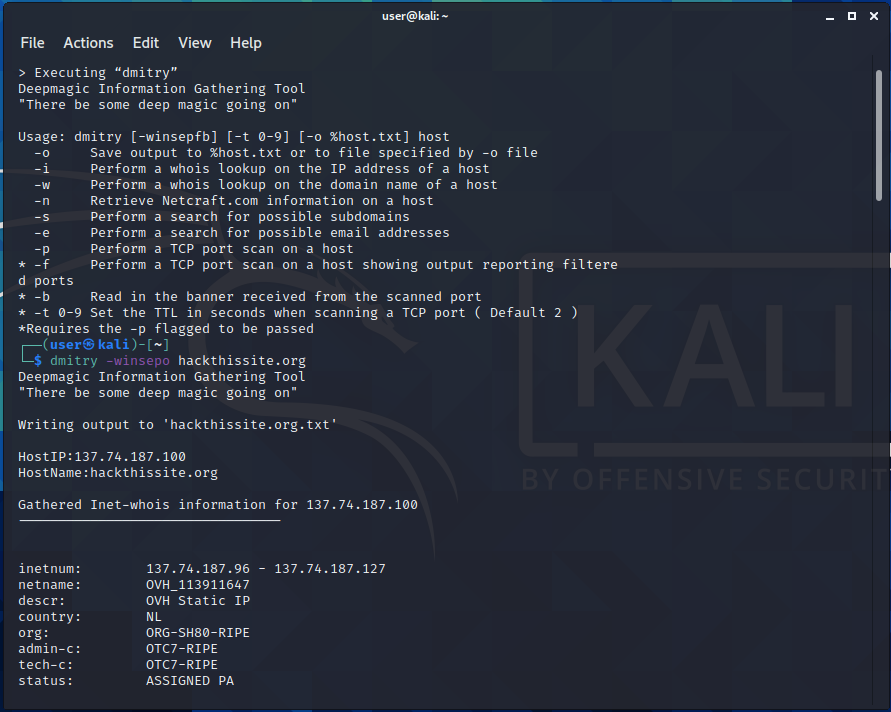 user@kali: ~
File Actions Edit View Help
> Executing “dmitry”
Deepmagic Information Gathering Tool
"There be some deep magic going on"
Usage: dmitry [-winsepfb] [-t 0-9] [-o %host.txt] host
-o Save output to %host.txt or to file specified by -o file
-i Perform a whois lookup on the IP address of a host
-w Perform a whois lookup on the domain name of a host
-n Retrieve Netcraft.com information on a host
-s Perform a search for possible subdomains
-e Perform a search for possible email addresses
-p Perform a TCP port scan on a host
* -f Perform a TCP port scan on a host showing output reporting filtere
d ports
* -b Read in the banner received from the scanned port
* -t 0-9 Set the TTL in seconds when scanning a TCP port ( Default 2 )
*Requires the -p flagged to be passed
┌──(user㉿kali)-[~]
└─$ dmitry -winsepo hackthissite.org
Deepmagic Information Gathering Tool
"There be some deep magic going on"
Writing output to 'hackthissite.org.txt'
HostIP:137.74.187.100
HostName:hackthissite.org
Gathered Inet-whois information for 137.74.187.100
inetnum: 137.74.187.96 - 137.74.187.127
netname: OVH_113911647
descr: OVH Static IP
country: NL
org: ORG-SH80-RIPE
admin-c: OTC7-RIPE
tech-c: OTC7-RIPE
status: ASSIGNED PA
KALI
BY OFFENSIVE SECURIT